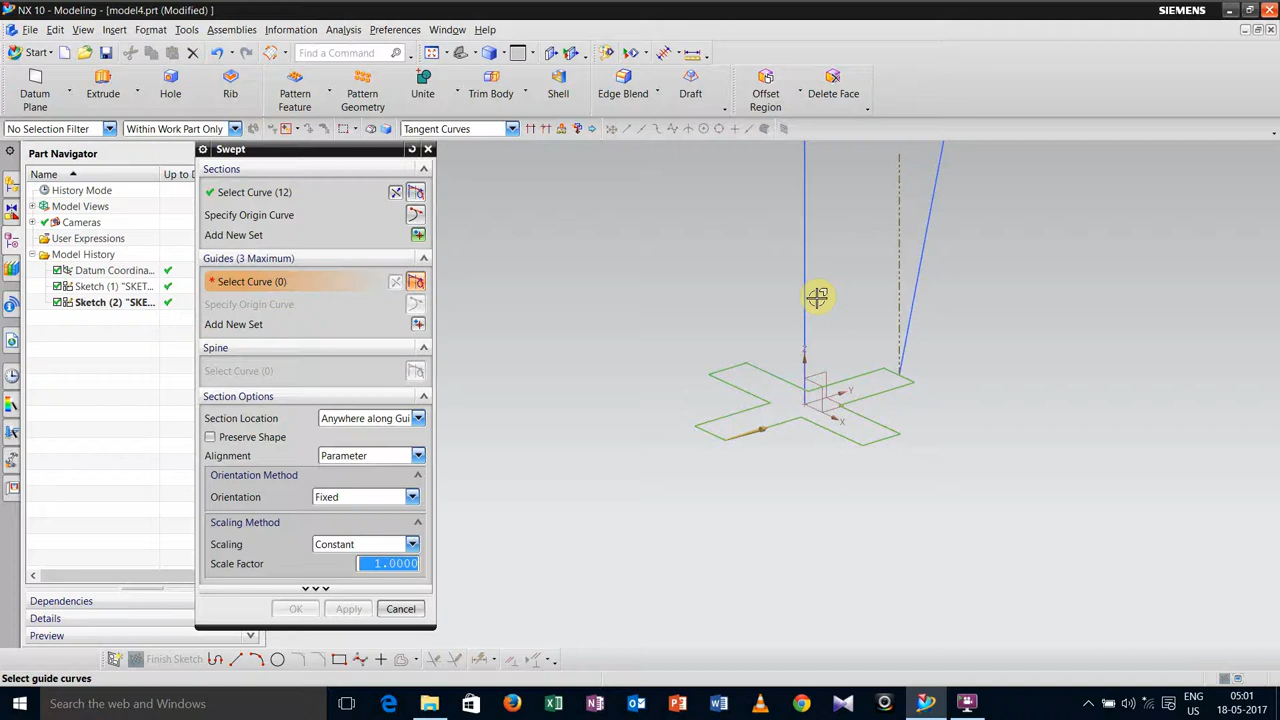 NX 10 - Modeling - [model4.prt (Modified) ]
SIEMENS
File Edit View Insert Format Tools Assemblies Information Analysis Preferences Window Help
Start
Find a Command
Datum Plane
Extrude
Hole
Rib
Pattern Feature
Pattern Geometry
Unite
Trim Body
Shell
Edge Blend
Draft
Offset Region
Delete Face
No Selection Filter
Within Work Part Only
Tangent Curves
Part Navigator
Name
Up to D
History Mode
Model Views
Cameras
User Expressions
Model History
Datum Coordina...
Sketch (1) "SKET...
Sketch (2) "SKE...
Dependencies
Details
Preview
Swept
Sections
Select Curve (12)
Specify Origin Curve
Add New Set
Guides (3 Maximum)
* Select Curve (0)
Specify Origin Curve
Add New Set
Spine
Select Curve (0)
Section Options
Section Location Anywhere along Gui
Preserve Shape
Alignment Parameter
Orientation Method
Orientation Fixed
Scaling Method
Scaling Constant
Scale Factor 1.0000
OK Apply Cancel
Z
Y
X
Finish Sketch
Select guide curves
Search Windows
ENG
US
05:01
18-05-2017